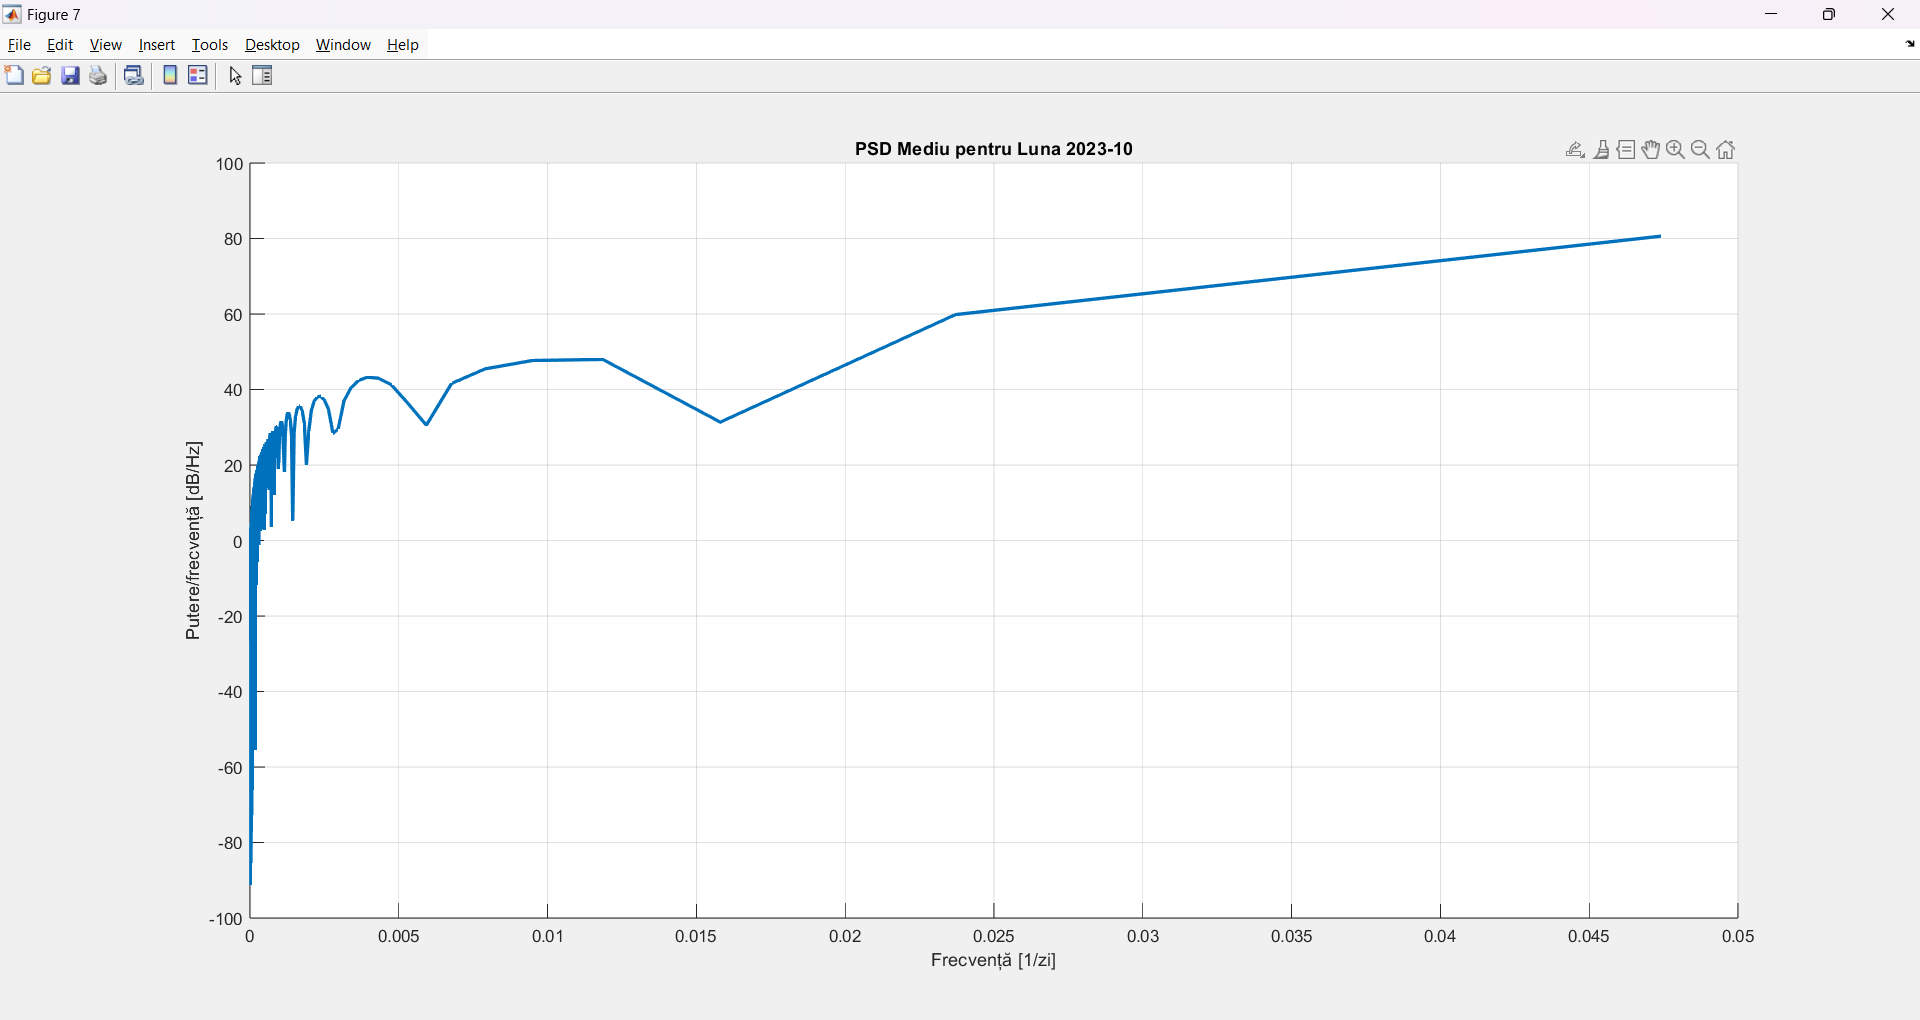 Figure 7
File Edit View Insert Tools Desktop Window Help
PSD Mediu pentru Luna 2023-10
100
80
60
40
20
0
-20
-40
-60
-80
-100
Putere/frecvență [dB/Hz]
0 0.005 0.01 0.015 0.02 0.025 0.03 0.035 0.04 0.045 0.05
Frecvență [1/zi]